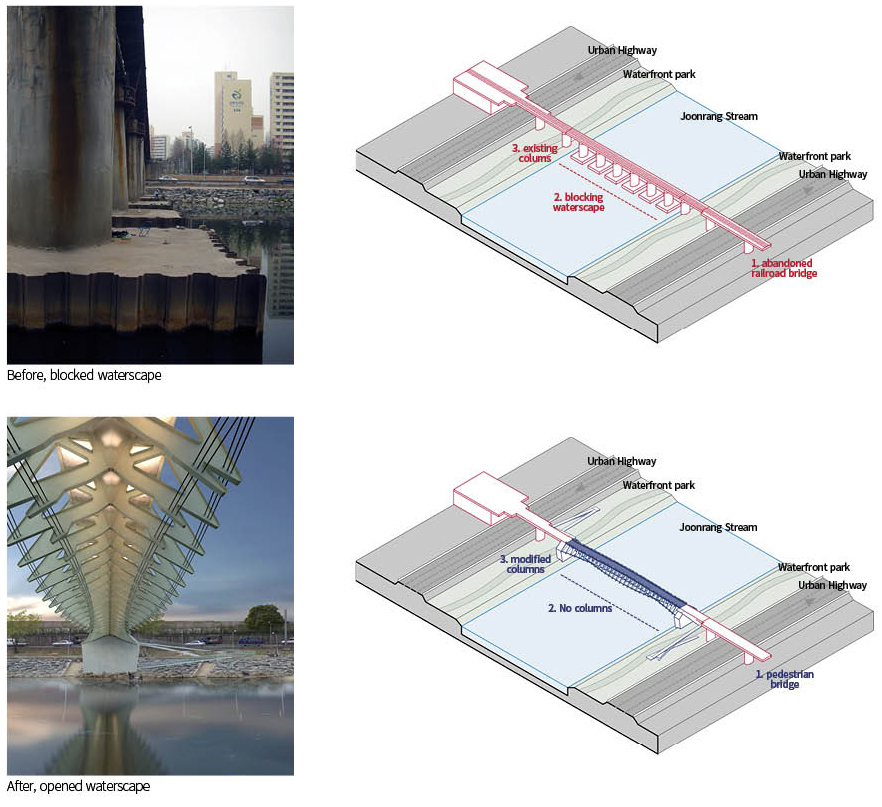 Urban Highway
Waterfront park
Joonrang Stream
Waterfront park
Urban Highway
3. existing
colums
2. blocking
waterscape
1. abandoned
railroad bridge
Before, blocked waterscape
Urban Highway
Waterfront park
Joonrang Stream
Waterfront park
Urban Highway
3. modified
columns
2. No columns
1. pedestrian
bridge
After, opened waterscape